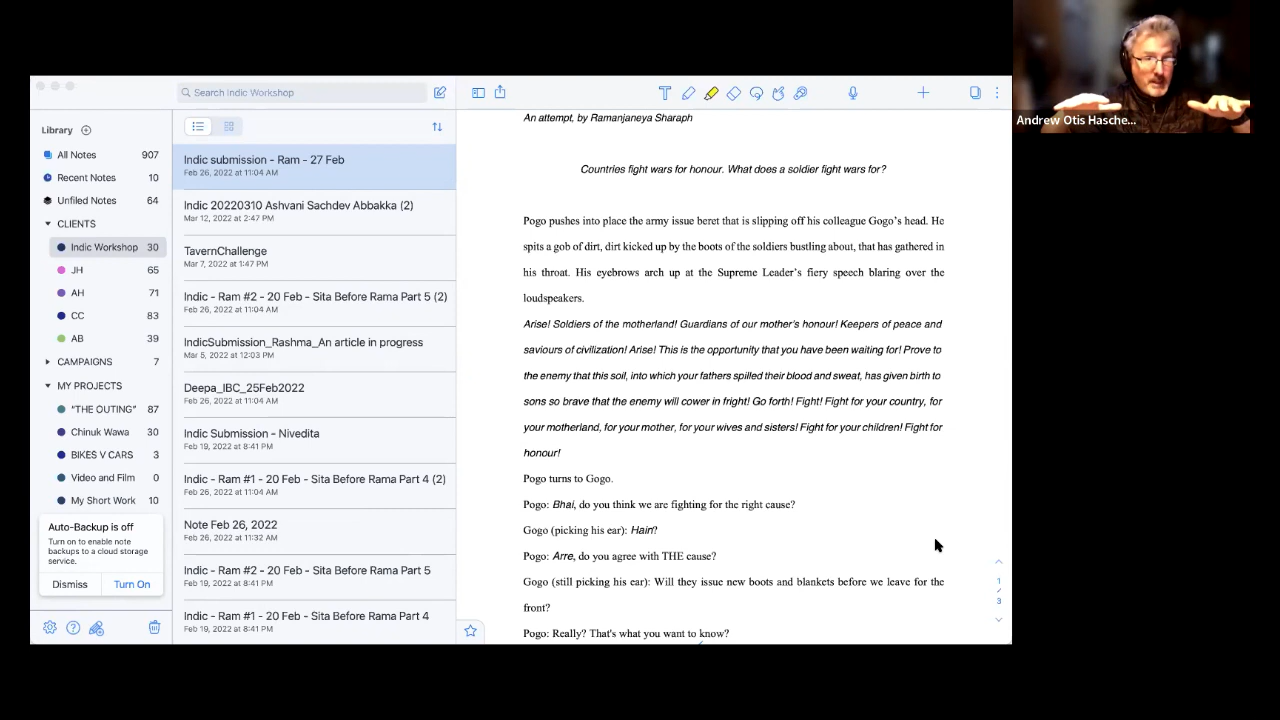 Search Indic Workshop
Library
All Notes 907
Recent Notes 10
Unfiled Notes 64
CLIENTS
Indic Workshop 30
JH 65
AH 71
CC 83
AB 39
CAMPAIGNS 7
MY PROJECTS
“THE OUTING” 87
Chinuk Wawa 30
BIKES V CARS 3
Video and Film 0
My Short Work 10
Auto-Backup is off
Turn on to enable note
backups to a cloud storage
service.
Dismiss Turn On
Indic submission - Ram - 27 Feb
Feb 26, 2022 at 11:04 AM
Indic 20220310 Ashvani Sachdev Abbakka (2)
Mar 12, 2022 at 2:47 PM
TavernChallenge
Mar 7, 2022 at 1:47 PM
Indic - Ram #2 - 20 Feb - Sita Before Rama Part 5 (2)
Feb 26, 2022 at 11:04 AM
IndicSubmission_Rashma_An article in progress
Mar 5, 2022 at 12:03 PM
Deepa_IBC_25Feb2022
Feb 26, 2022 at 11:04 AM
Indic Submission - Nivedita
Feb 19, 2022 at 8:41 PM
Indic - Ram #1 - 20 Feb - Sita Before Rama Part 4 (2)
Feb 26, 2022 at 11:04 AM
Note Feb 26, 2022
Feb 26, 2022 at 11:32 AM
Indic - Ram #2 - 20 Feb - Sita Before Rama Part 5
Feb 19, 2022 at 8:41 PM
Indic - Ram #1 - 20 Feb - Sita Before Rama Part 4
Feb 19, 2022 at 8:41 PM
An attempt, by Ramanjaneya Sharaph
Countries fight wars for honour. What does a soldier fight wars for?
Pogo pushes into place the army issue beret that is slipping off his colleague Gogo's head. He
spits a gob of dirt, dirt kicked up by the boots of the soldiers bustling about, that has gathered in
his throat. His eyebrows arch up at the Supreme Leader's fiery speech blaring over the
loudspeakers.
Arise! Soldiers of the motherland! Guardians of our mother's honour! Keepers of peace and
saviours of civilization! Arise! This is the opportunity that you have been waiting for! Prove to
the enemy that this soil, into which your fathers spilled their blood and sweat, has given birth to
sons so brave that the enemy will cower in fright! Go forth! Fight! Fight for your country, for
your motherland, for your mother, for your wives and sisters! Fight for your children! Fight for
honour!
Pogo turns to Gogo.
Pogo: Bhai, do you think we are fighting for the right cause?
Gogo (picking his ear): Hain?
Pogo: Arre, do you agree with THE cause?
Gogo (still picking his ear): Will they issue new boots and blankets before we leave for the
front?
Pogo: Really? That's what you want to know?
1
/
3
Andrew Otis Hasche...